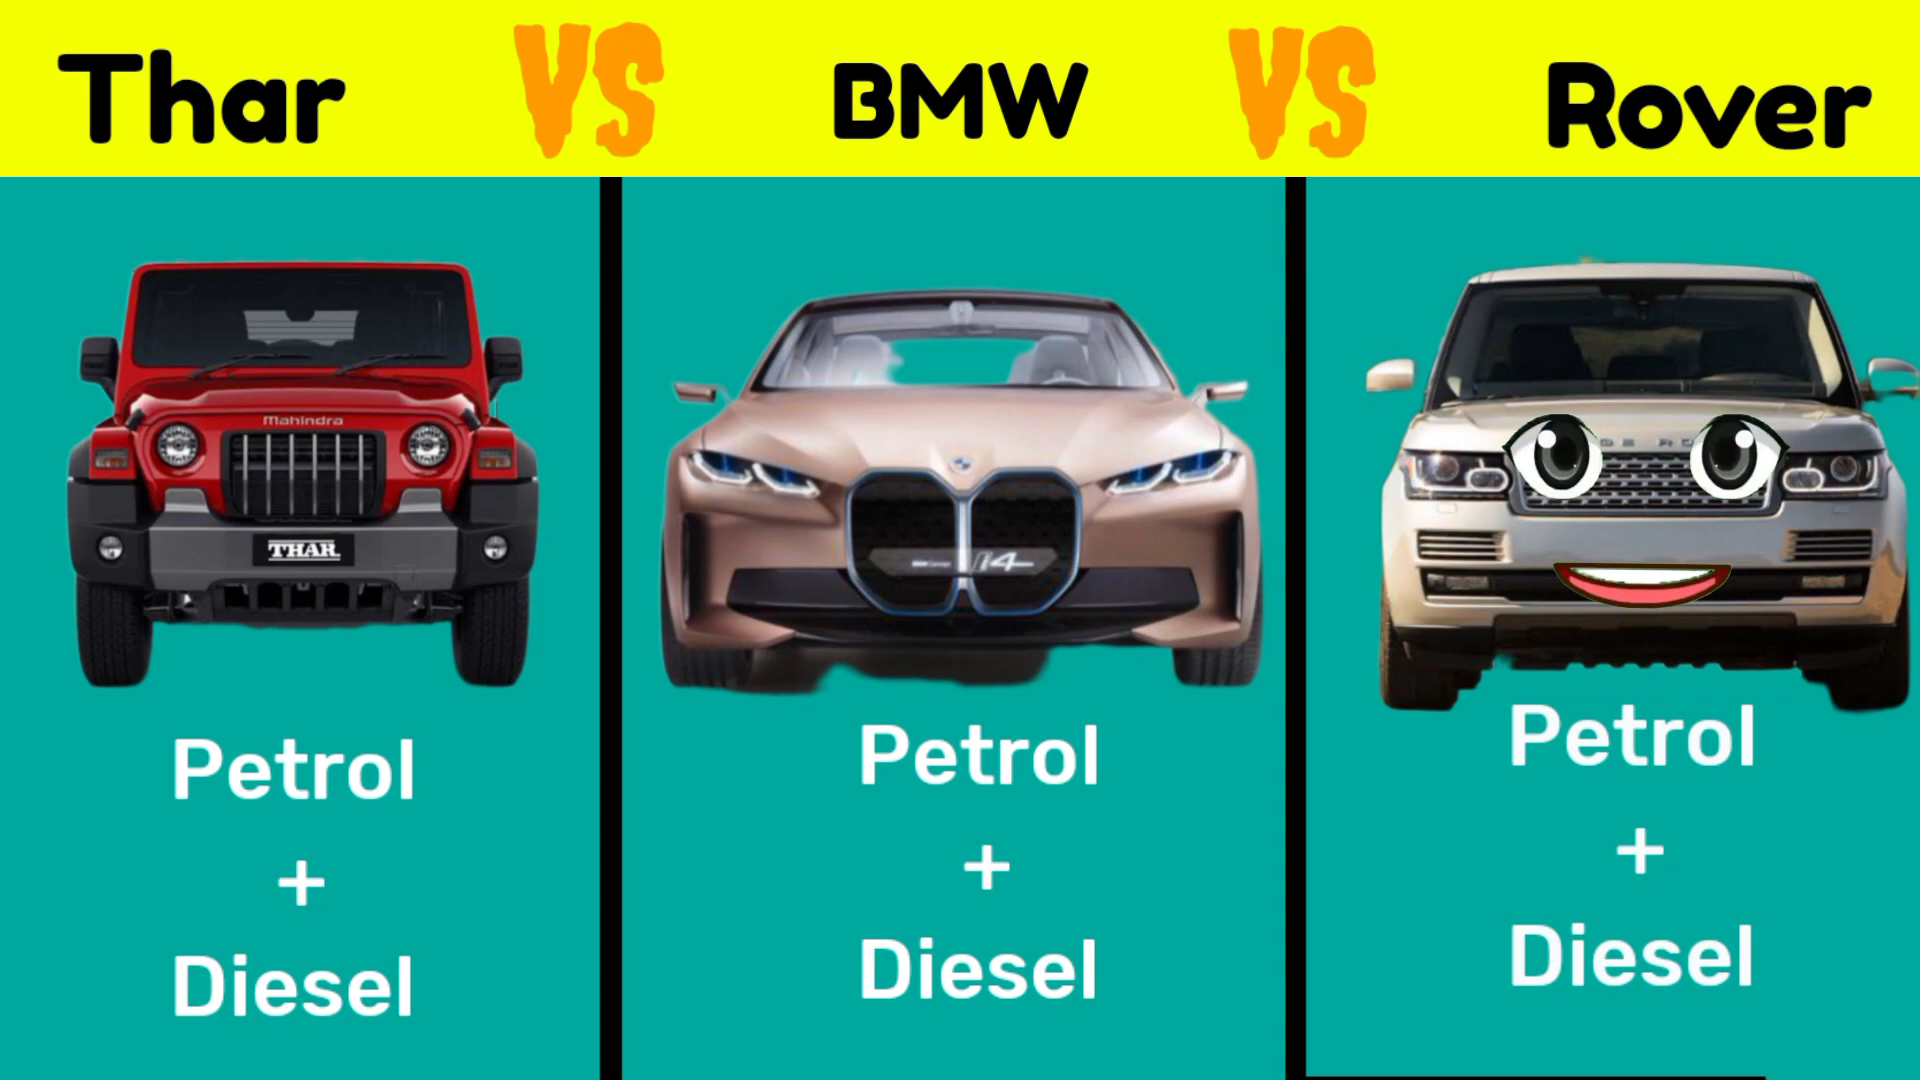 Thar VS BMW VS Rover
Mahindra
THAR
i4
Petrol
+
Diesel
Petrol
+
Diesel
Petrol
+
Diesel